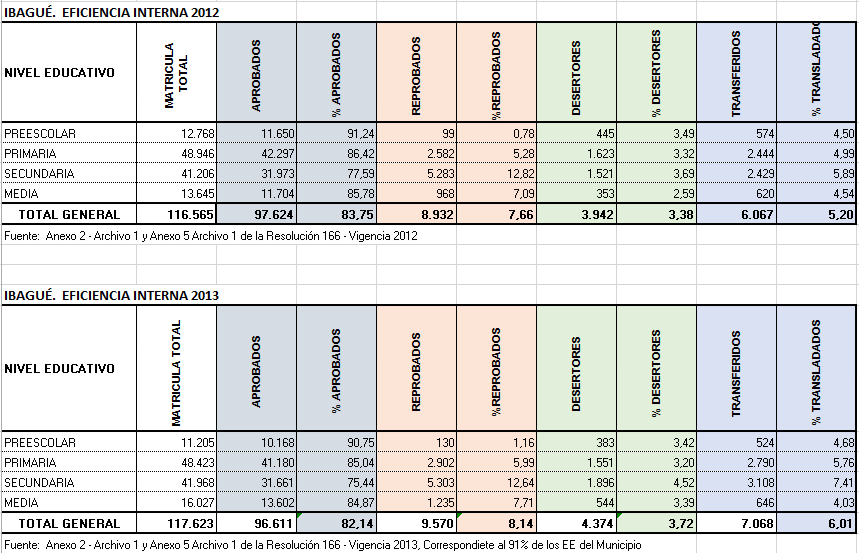 IBAGUÉ.  EFICIENCIA INTERNA 2012
NIVEL EDUCATIVO MATRICULA TOTAL APROBADOS % APROBADOS REPROBADOS %REPROBADOS DESERTORES % DESERTORES TRANSFERIDOS % TRANSLADADO
PREESCOLAR 12.768 11.650 91,24 99 0,78 445 3,49 574 4,50
PRIMARIA 48.946 42.297 86,42 2.582 5,28 1.623 3,32 2.444 4,99
SECUNDARIA 41.206 31.973 77,59 5.283 12,82 1.521 3,69 2.429 5,89
MEDIA 13.645 11.704 85,78 968 7,09 353 2,59 620 4,54
TOTAL GENERAL 116.565 97.624 83,75 8.932 7,66 3.942 3,38 6.067 5,20
Fuente:  Anexo 2 - Archivo 1 y Anexo 5 Archivo 1 de la Resolución 166 - Vigencia 2012
IBAGUÉ.  EFICIENCIA INTERNA 2013
NIVEL EDUCATIVO MATRICULA TOTAL APROBADOS % APROBADOS REPROBADOS %REPROBADOS DESERTORES % DESERTORES TRANSFERIDOS % TRANSLADADOS
PREESCOLAR 11.205 10.168 90,75 130 1,16 383 3,42 524 4,68
PRIMARIA 48.423 41.180 85,04 2.902 5,99 1.551 3,20 2.790 5,76
SECUNDARIA 41.968 31.661 75,44 5.303 12,64 1.896 4,52 3.108 7,41
MEDIA 16.027 13.602 84,87 1.235 7,71 544 3,39 646 4,03
TOTAL GENERAL 117.623 96.611 82,14 9.570 8,14 4.374 3,72 7.068 6,01
Fuente:  Anexo 2 - Archivo 1 y Anexo 5 Archivo 1 de la Resolución 166 - Vigencia 2013, Correspondiete al 91% de los EE del Municipio